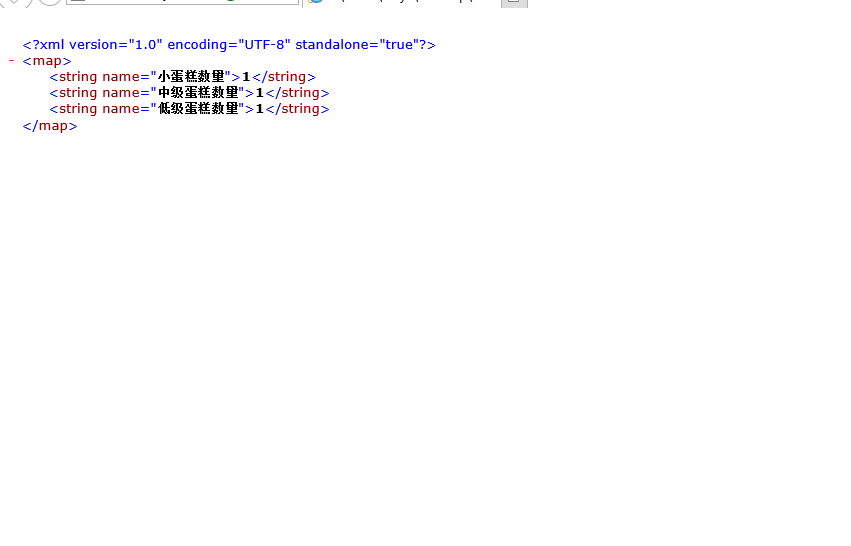 <?xml version="1.0" encoding="UTF-8" standalone="true"?>
- <map>
<string name="小蛋糕数量">1</string>
<string name="中级蛋糕数量">1</string>
<string name="低级蛋糕数量">1</string>
</map>